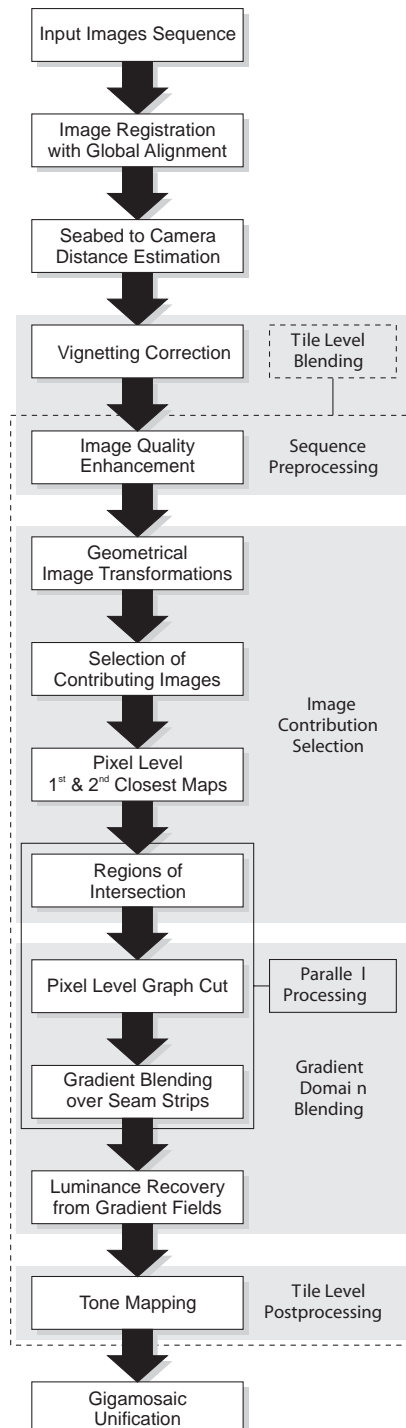 Input Images Sequence
Image Registration
with Global Alignment
Seabed to Camera
Distance Estimation
Vignetting Correction
Tile Level
Blending
Image Quality
Enhancement
Sequence
Preprocessing
Geometrical
Image Transformations
Selection of
Contributing Images
Image
Contribution
Selection
Pixel Level
1st & 2nd Closest Maps
Regions of
Intersection
Pixel Level Graph Cut
Paralle l
Processing
Gradient Blending
over Seam Strips
Gradient
Domai n
Blending
Luminance Recovery
from Gradient Fields
Tone Mapping
Tile Level
Postprocessing
Gigamosaic
Unification